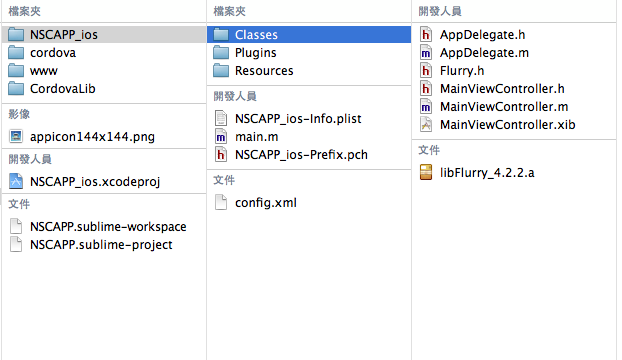 檔案夾
NSCAPP_ios
cordova
www
CordovaLib
影像
appicon144x144.png
開發人員
NSCAPP_ios.xcodeproj
文件
NSCAPP.sublime-workspace
NSCAPP.sublime-project
檔案夾
Classes
Plugins
Resources
開發人員
NSCAPP_ios-Info.plist
main.m
NSCAPP_ios-Prefix.pch
文件
config.xml
開發人員
AppDelegate.h
AppDelegate.m
Flurry.h
MainViewController.h
MainViewController.m
MainViewController.xib
文件
libFlurry_4.2.2.a